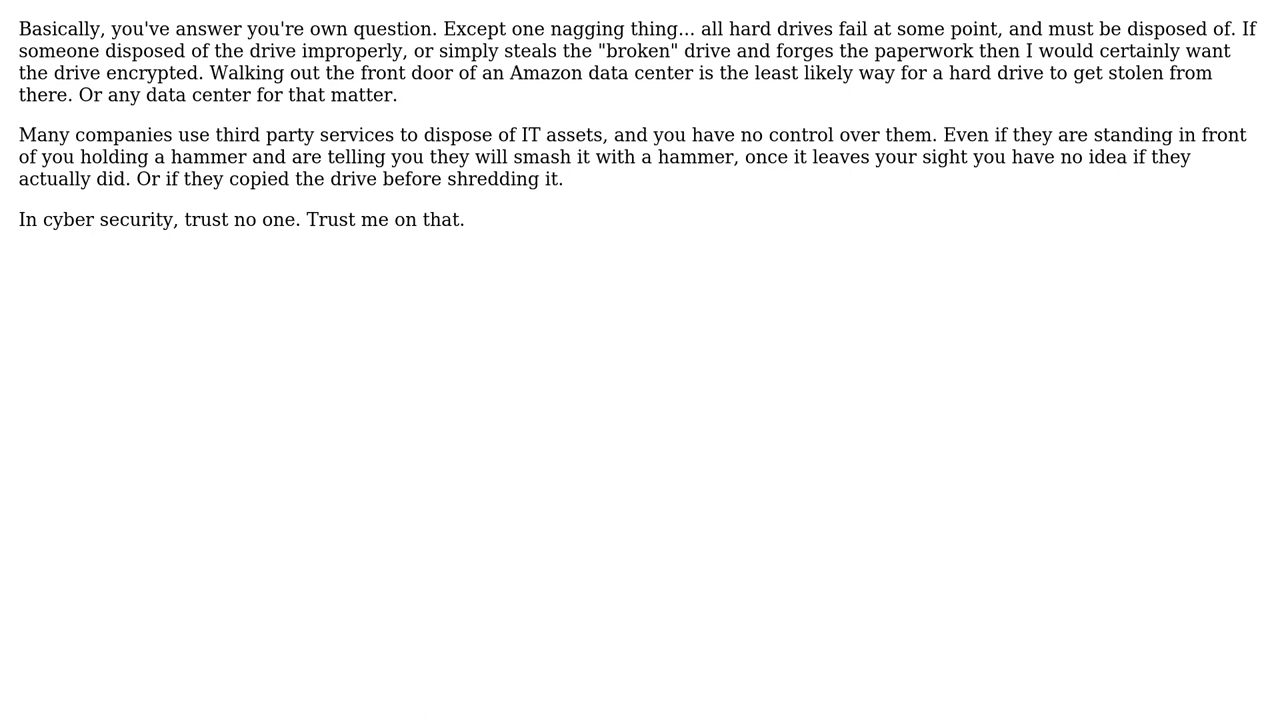 Basically, you've answer you're own question. Except one nagging thing... all hard drives fail at some point, and must be disposed of. If
someone disposed of the drive improperly, or simply steals the "broken" drive and forges the paperwork then I would certainly want
the drive encrypted. Walking out the front door of an Amazon data center is the least likely way for a hard drive to get stolen from
there. Or any data center for that matter.
Many companies use third party services to dispose of IT assets, and you have no control over them. Even if they are standing in front
of you holding a hammer and are telling you they will smash it with a hammer, once it leaves your sight you have no idea if they
actually did. Or if they copied the drive before shredding it.
In cyber security, trust no one. Trust me on that.